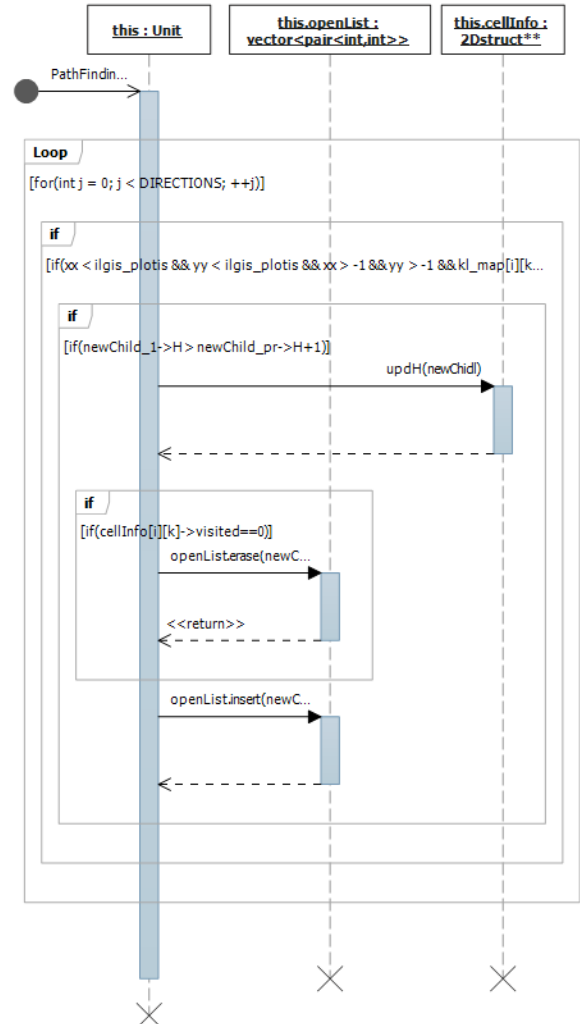 this : Unit
this.openList :
vector<pair<int,int>>
this.cellInfo :
2Dstruct**
PathFindin...
Loop
[for(int j = 0; j < DIRECTIONS; ++j)]
if
[if(xx < ilgis_plotis && yy < ilgis_plotis && xx > -1 && yy > -1 && kl_map[i][k...
if
[if(newChild_1->H > newChild_pr->H+1)]
updH(newChidl)
if
[if(cellInfo[i][k]->visited==0)]
openList.erase(newC...
<<return>>
openList.insert(newC...